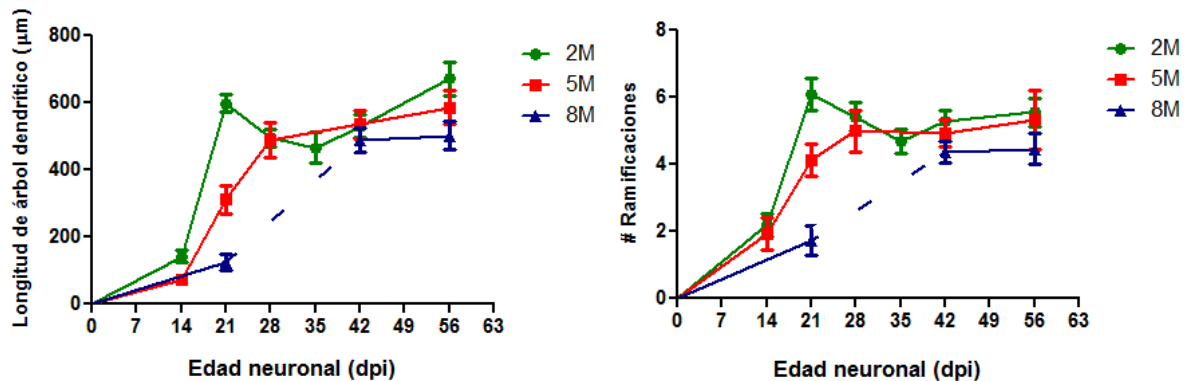 Longitud de árbol dendrítico (µm)
800
600
400
200
0
0 7 14 21 28 35 42 49 56 63
Edad neuronal (dpi)
2M
5M
8M
# Ramificaciones
8
6
4
2
0
0 7 14 21 28 35 42 49 56 63
Edad neuronal (dpi)
2M
5M
8M